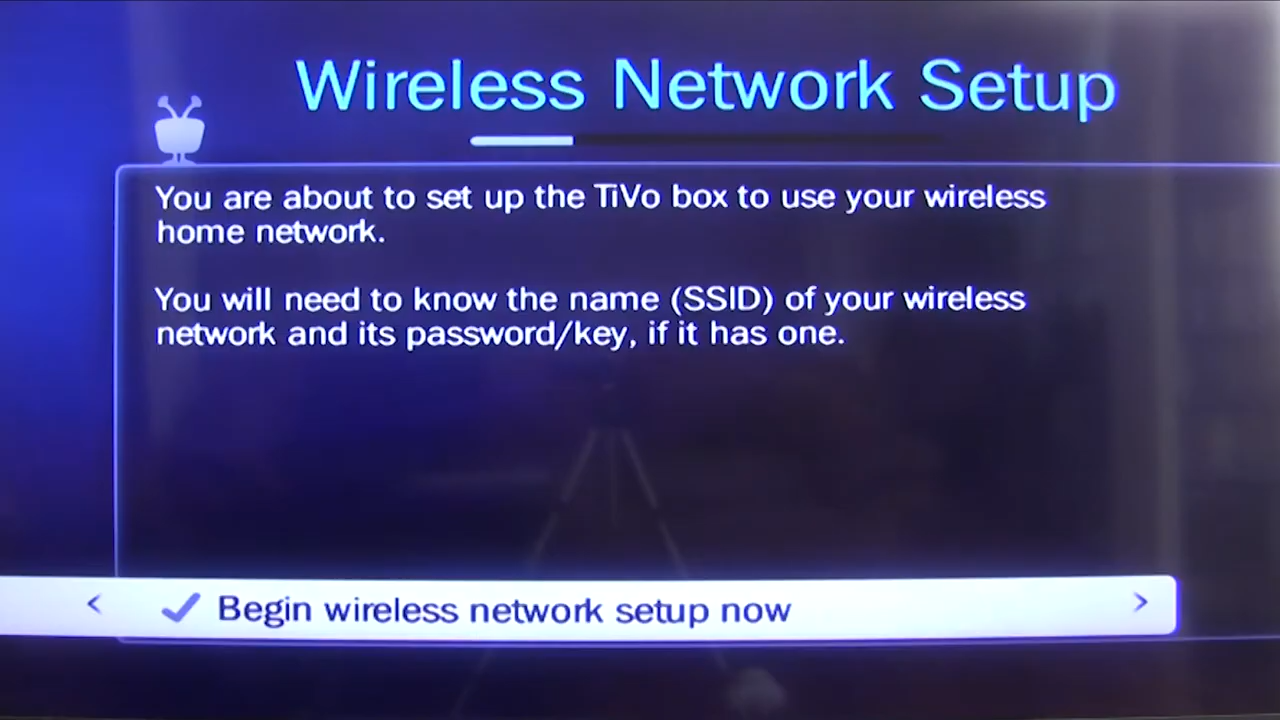 Wireless Network Setup
You are about to set up the TiVo box to use your wireless
home network.
You will need to know the name (SSID) of your wireless
network and its password/key, if it has one.
< ✓ Begin wireless network setup now >